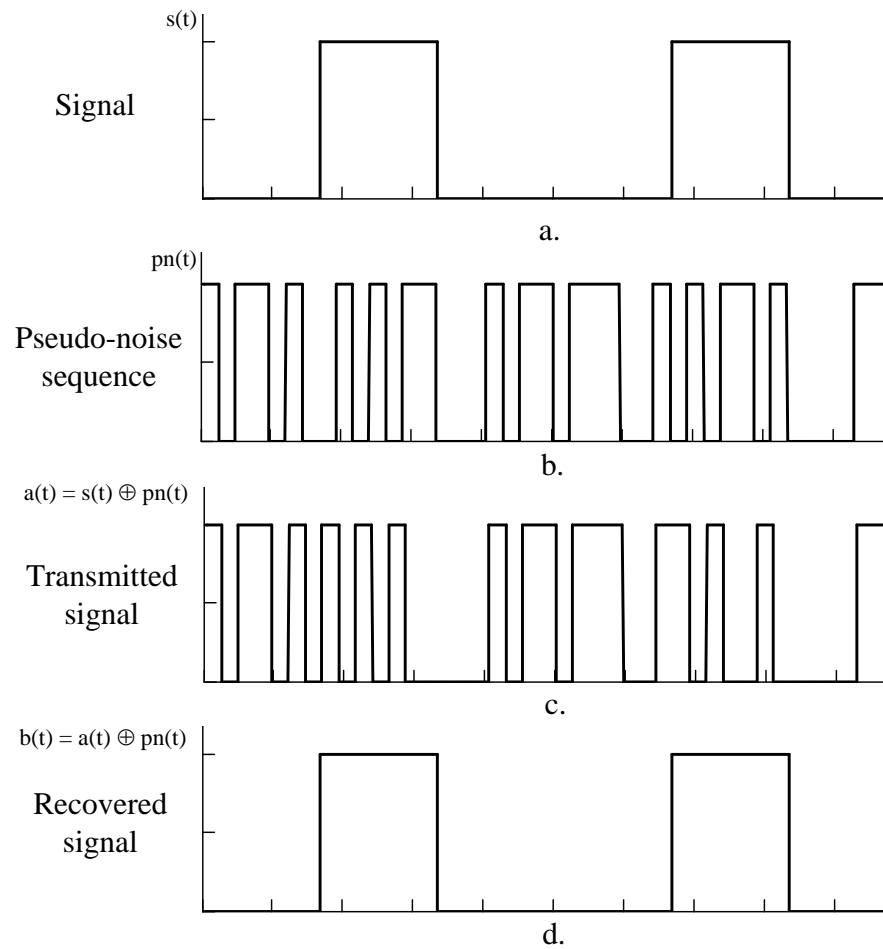 s(t)
Signal
a.
pn(t)
Pseudo-noise
sequence
b.
a(t) = s(t) ⊕ pn(t)
Transmitted
signal
c.
b(t) = a(t) ⊕ pn(t)
Recovered
signal
d.